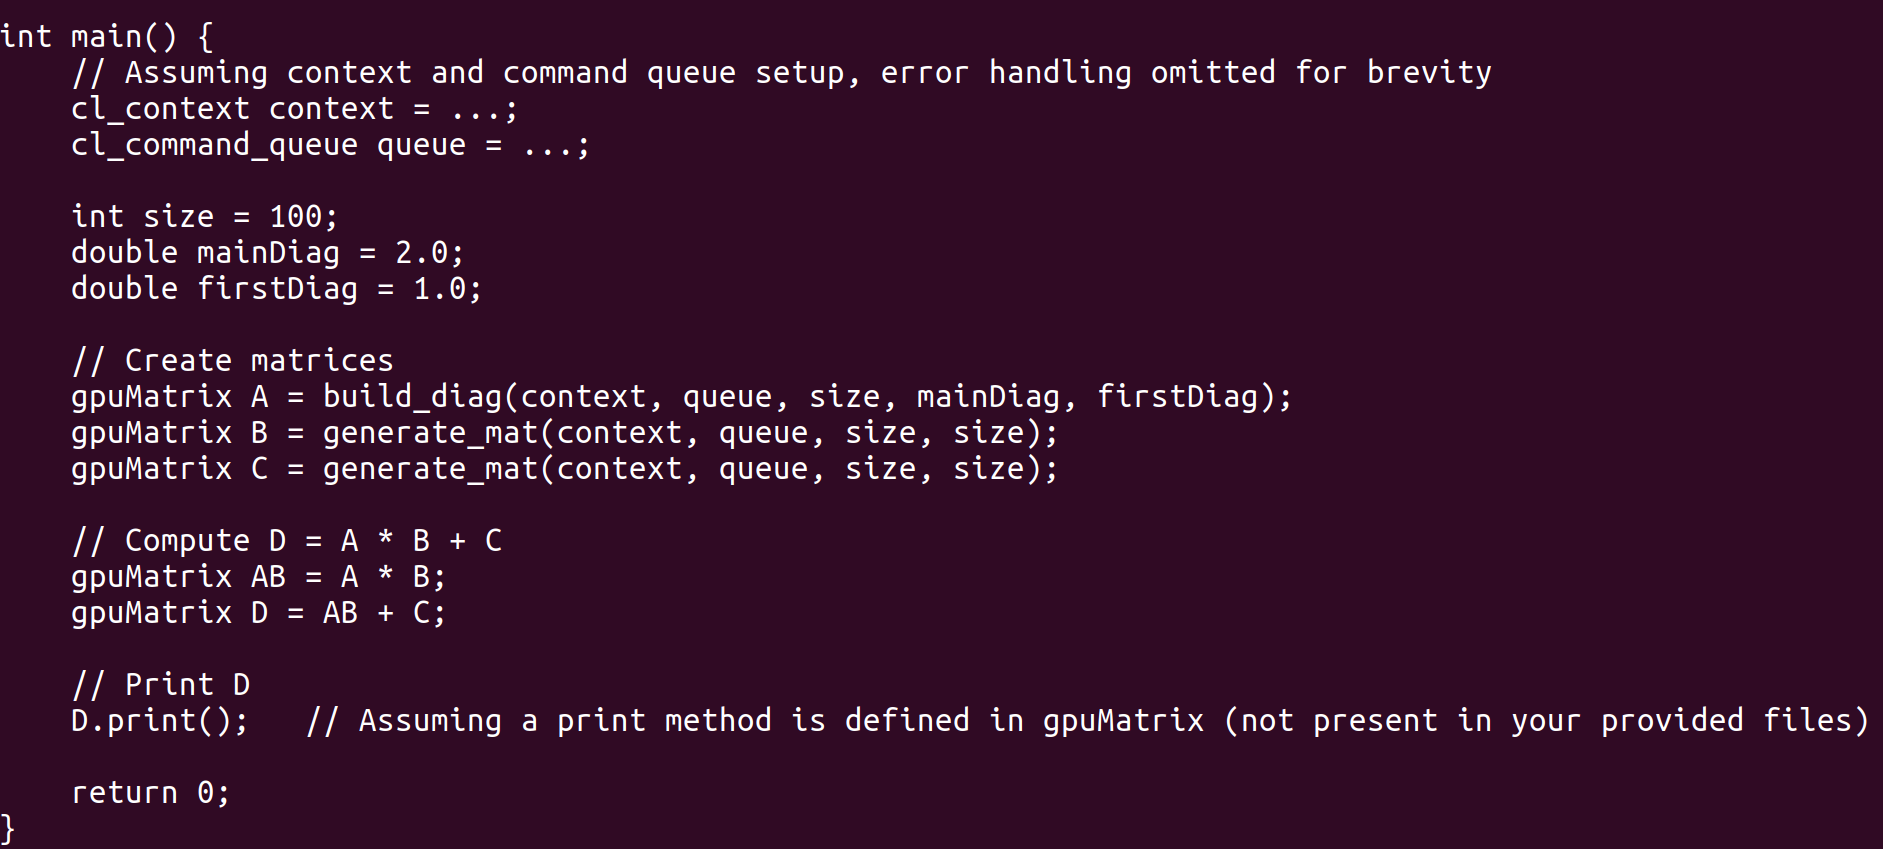 int main() {
    // Assuming context and command queue setup, error handling omitted for brevity
    cl_context context = ...;
    cl_command_queue queue = ...;

    int size = 100;
    double mainDiag = 2.0;
    double firstDiag = 1.0;

    // Create matrices
    gpuMatrix A = build_diag(context, queue, size, mainDiag, firstDiag);
    gpuMatrix B = generate_mat(context, queue, size, size);
    gpuMatrix C = generate_mat(context, queue, size, size);

    // Compute D = A * B + C
    gpuMatrix AB = A * B;
    gpuMatrix D = AB + C;

    // Print D
    D.print();   // Assuming a print method is defined in gpuMatrix (not present in your provided files)

    return 0;
}